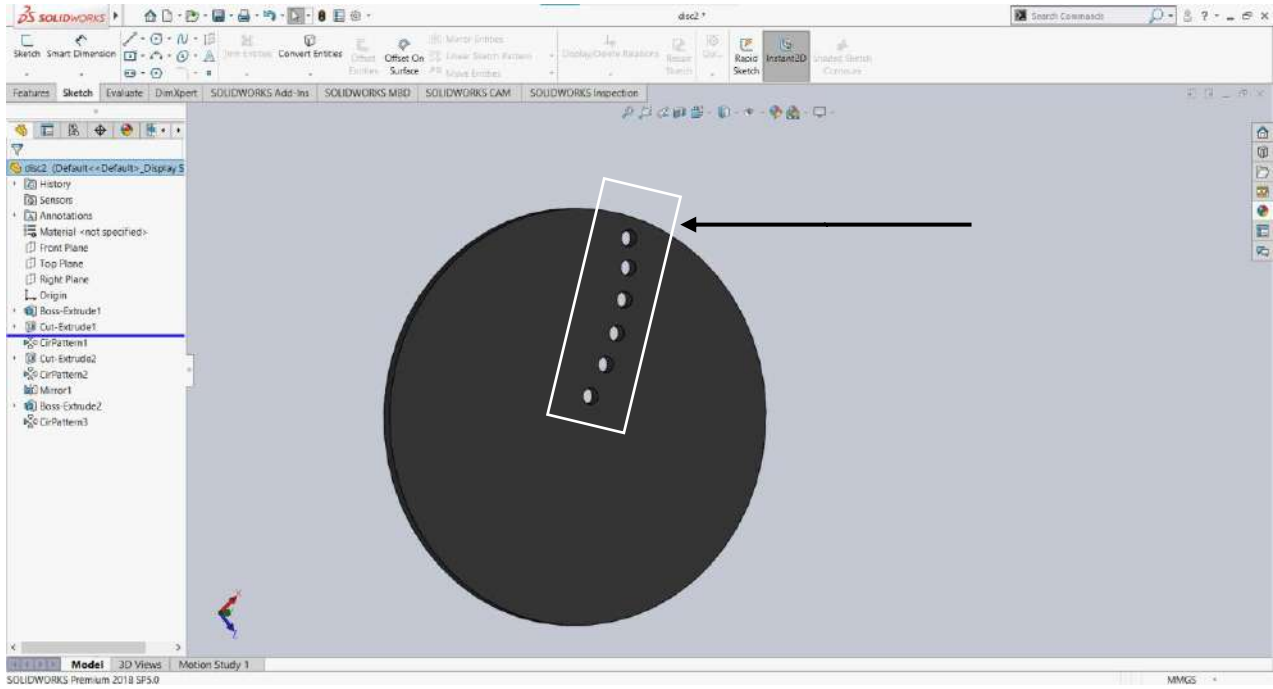 SOLIDWORKS
disc2 *
Search Commands
Sketch Smart Dimension
Convert Entities
Offset On Surface
Rapid Sketch
Instant2D
Features Sketch Evaluate DimXpert SOLIDWORKS Add-Ins SOLIDWORKS MBD SOLIDWORKS CAM SOLIDWORKS Inspection
disc2 (Default<<Default>_Display S
History
Sensors
Annotations
Material <not specified>
Front Plane
Top Plane
Right Plane
Origin
Boss-Extrude1
Cut-Extrude1
CirPattern1
Cut-Extrude2
CirPattern2
Mirror1
Boss-Extrude2
CirPattern3
Model 3D Views Motion Study 1
SOLIDWORKS Premium 2018 SP5.0
MMGS